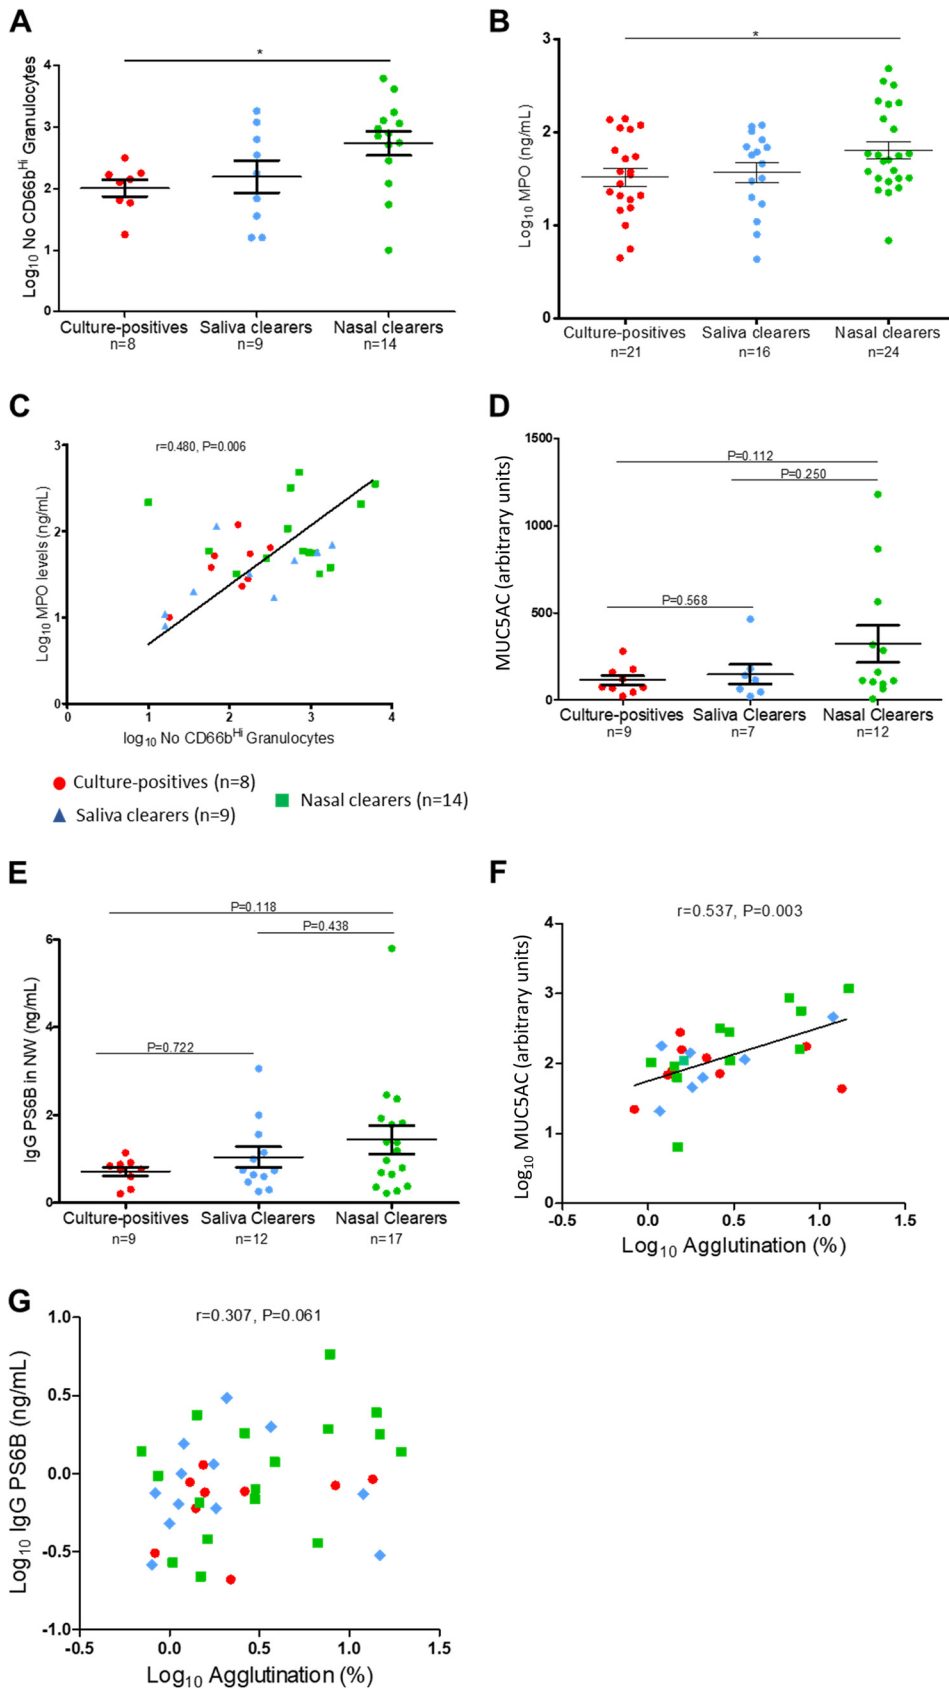 A
Log10 No CD66bHi Granulocytes
4
3
2
1
0
*
Culture-positives
n=8
Saliva clearers
n=9
Nasal clearers
n=14
B
Log10 MPO (ng/mL)
3
2
1
0
*
Culture-positives
n=21
Saliva clearers
n=16
Nasal clearers
n=24
C
r=0.480, P=0.006
Log10 MPO levels (ng/mL)
3
2
1
0
0 1 2 3 4
log10 No CD66bHi Granulocytes
Culture-positives (n=8)
Saliva clearers (n=9)
Nasal clearers (n=14)
D
MUC5AC (arbitrary units)
1500
1000
500
0
P=0.112
P=0.250
P=0.568
Culture-positives
n=9
Saliva Clearers
n=7
Nasal Clearers
n=12
E
IgG PS6B in NW (ng/mL)
6
4
2
0
P=0.118
P=0.438
P=0.722
Culture-positives
n=9
Saliva Clearers
n=12
Nasal Clearers
n=17
F
r=0.537, P=0.003
Log10 MUC5AC (arbitrary units)
4
3
2
1
0
-0.5 0.0 0.5 1.0 1.5
Log10 Agglutination (%)
G
r=0.307, P=0.061
Log10 IgG PS6B (ng/mL)
1.0
0.5
0.0
-0.5
-1.0
-0.5 0.0 0.5 1.0 1.5
Log10 Agglutination (%)